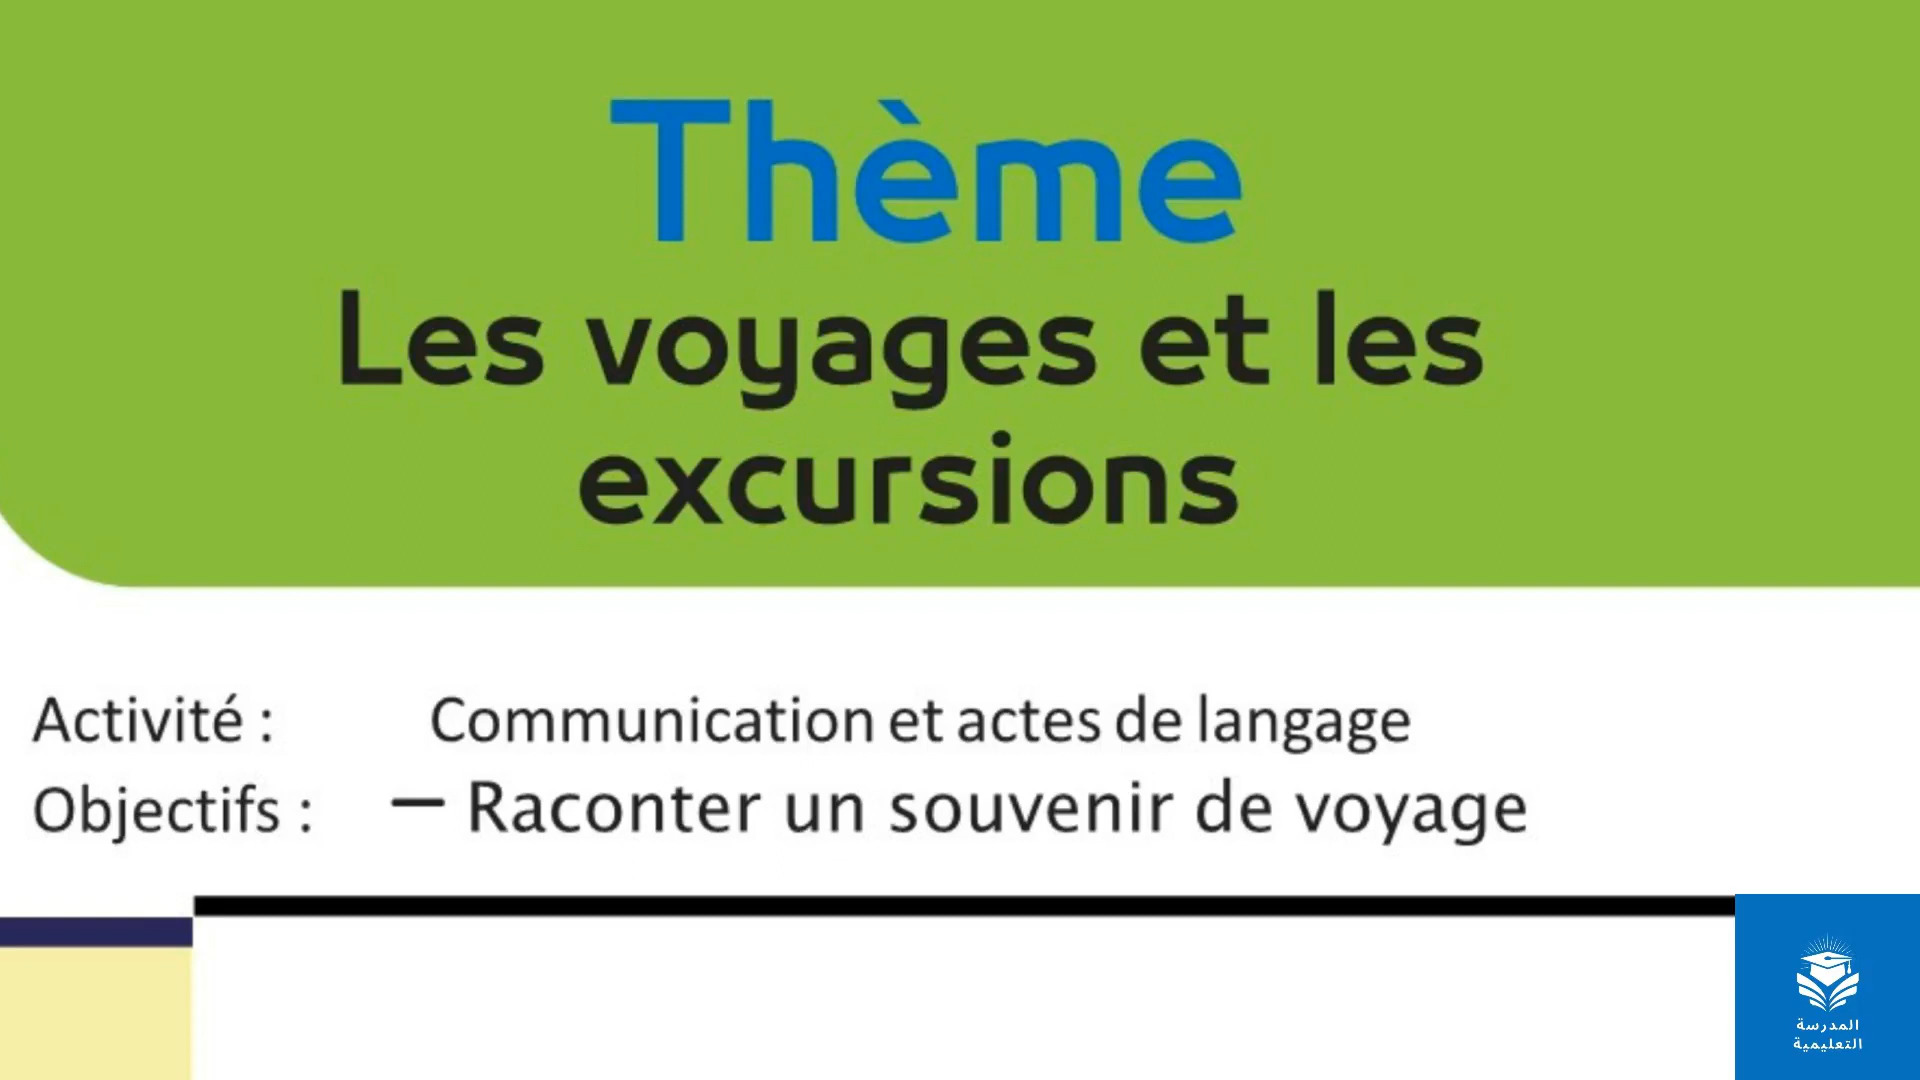 Thème
Les voyages et les
excursions
Activité : Communication et actes de langage
Objectifs : — Raconter un souvenir de voyage
المدرسة
التعليمية